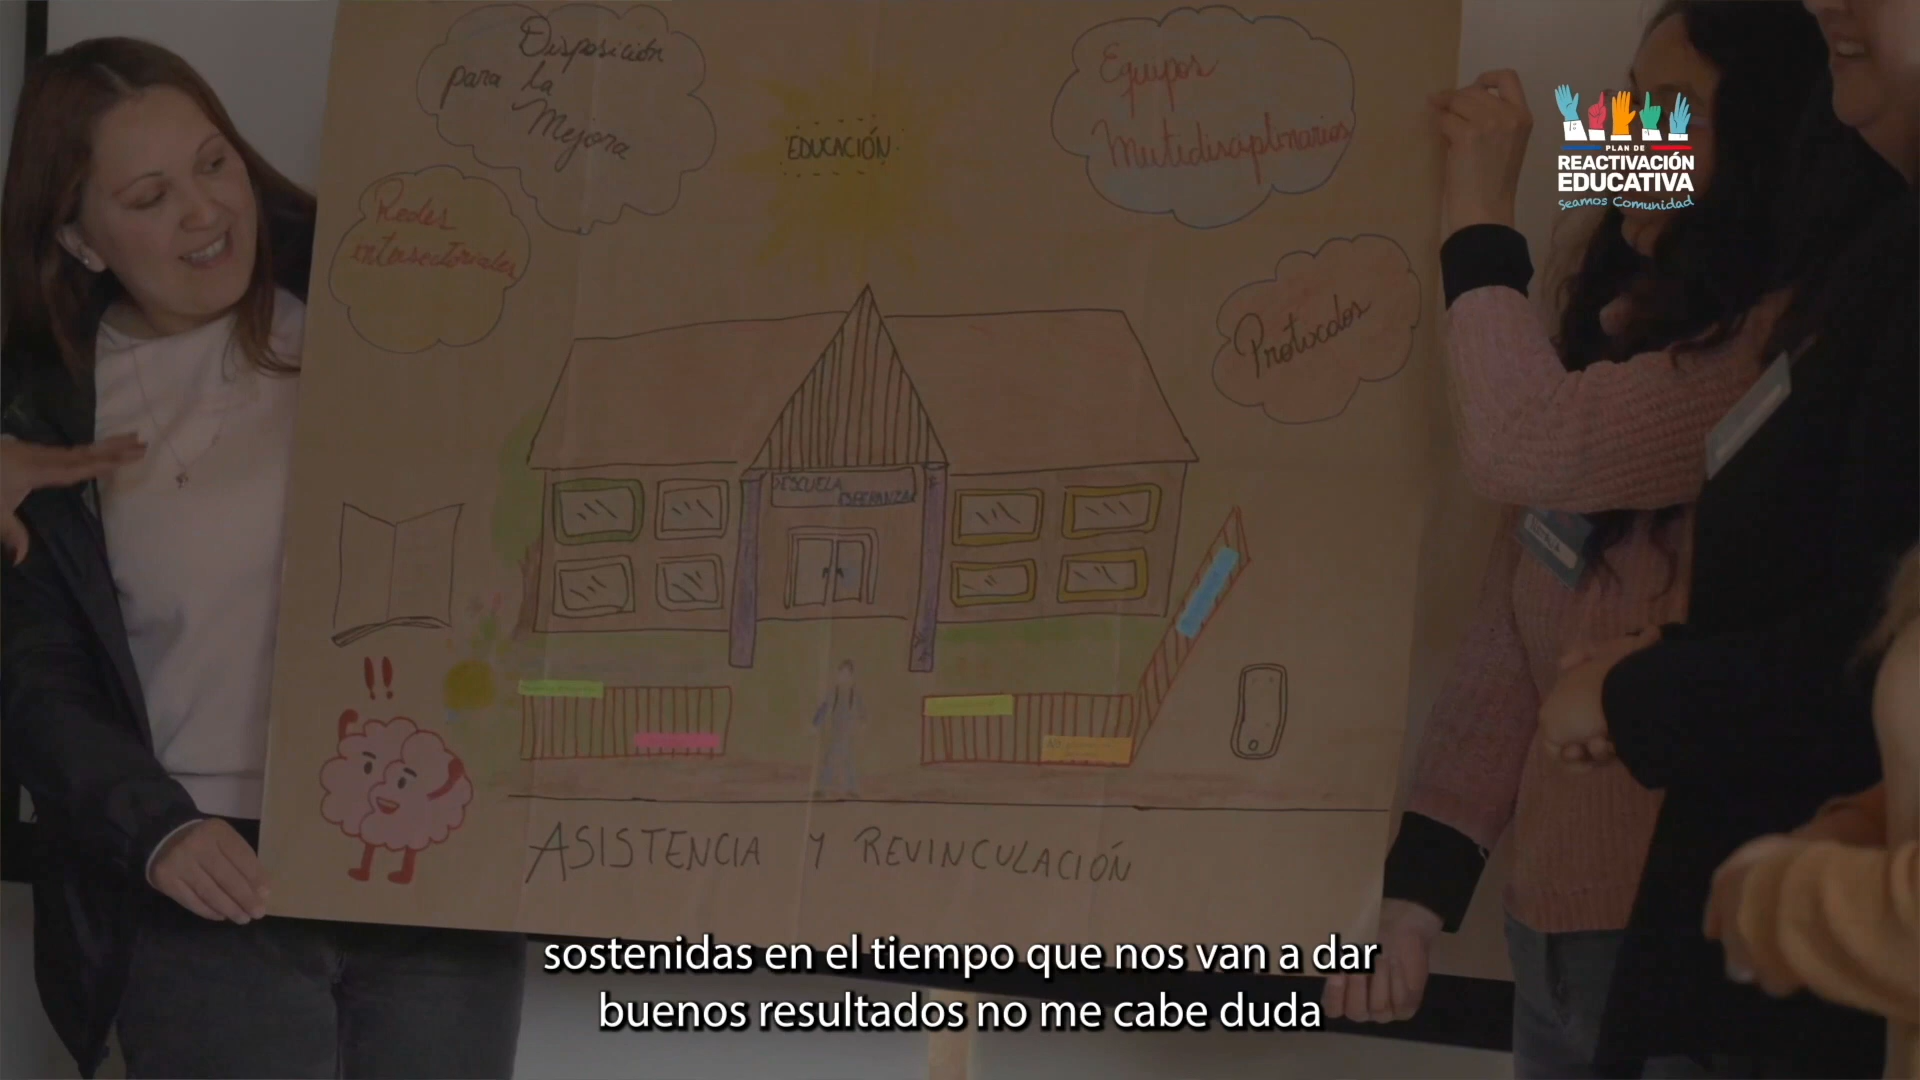 Disposición
para la
Mejora
EDUCACIÓN
Equipos
Multidisciplinarios
PLAN DE
REACTIVACIÓN
EDUCATIVA
Seamos Comunidad
Redes
intersectoriales
Protocolos
ESCUELA
ESPERANZA
ASISTENCIA Y REVINCULACIÓN
sostenidas en el tiempo que nos van a dar
buenos resultados no me cabe duda